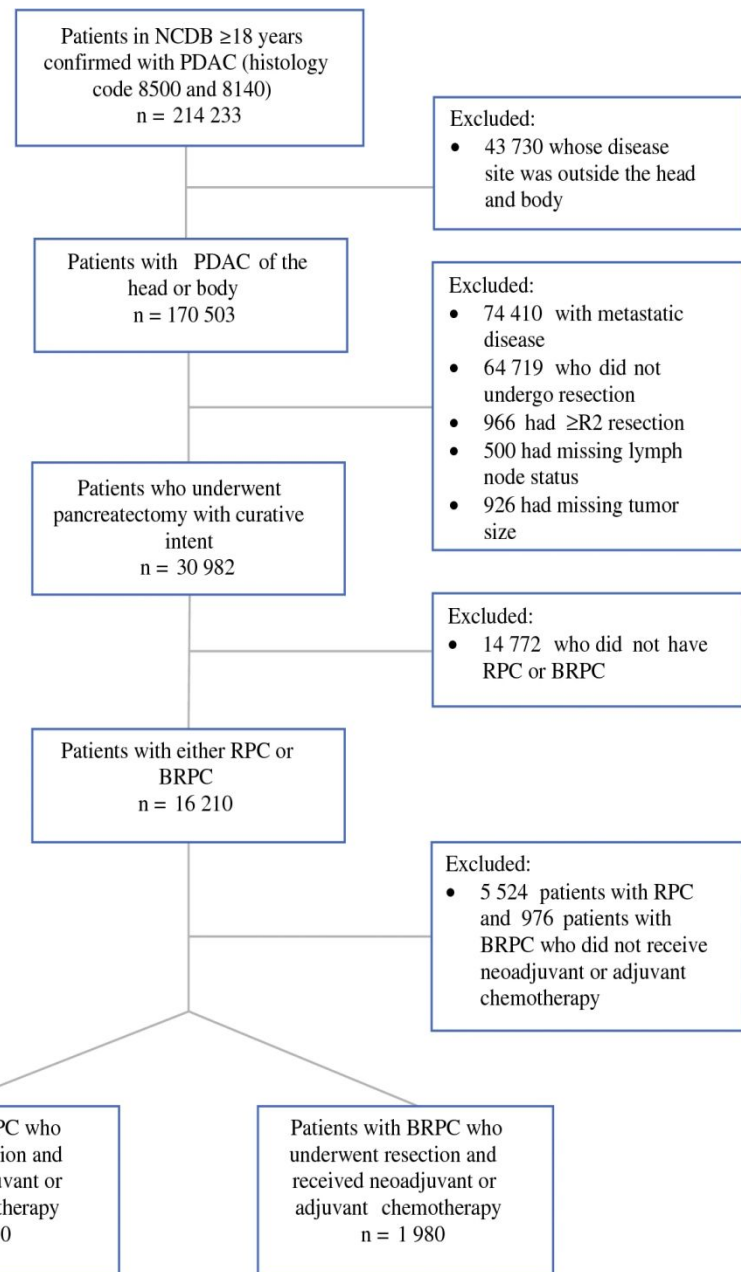 Patients in NCDB ≥18 years
confirmed with PDAC (histology
code 8500 and 8140)
n = 214 233
Excluded:
• 43 730 whose disease
site was outside the head
and body
Patients with PDAC of the
head or body
n = 170 503
Excluded:
• 74 410 with metastatic
disease
• 64 719 who did not
undergo resection
• 966 had ≥R2 resection
• 500 had missing lymph
node status
• 926 had missing tumor
size
Patients who underwent
pancreatectomy with curative
intent
n = 30 982
Excluded:
• 14 772 who did not have
RPC or BRPC
Patients with either RPC or
BRPC
n = 16 210
Excluded:
• 5 524 patients with RPC
and 976 patients with
BRPC who did not receive
neoadjuvant or adjuvant
chemotherapy
who
and
or
Patients with BRPC who
underwent resection and
received neoadjuvant or
adjuvant chemotherapy
n = 1 980